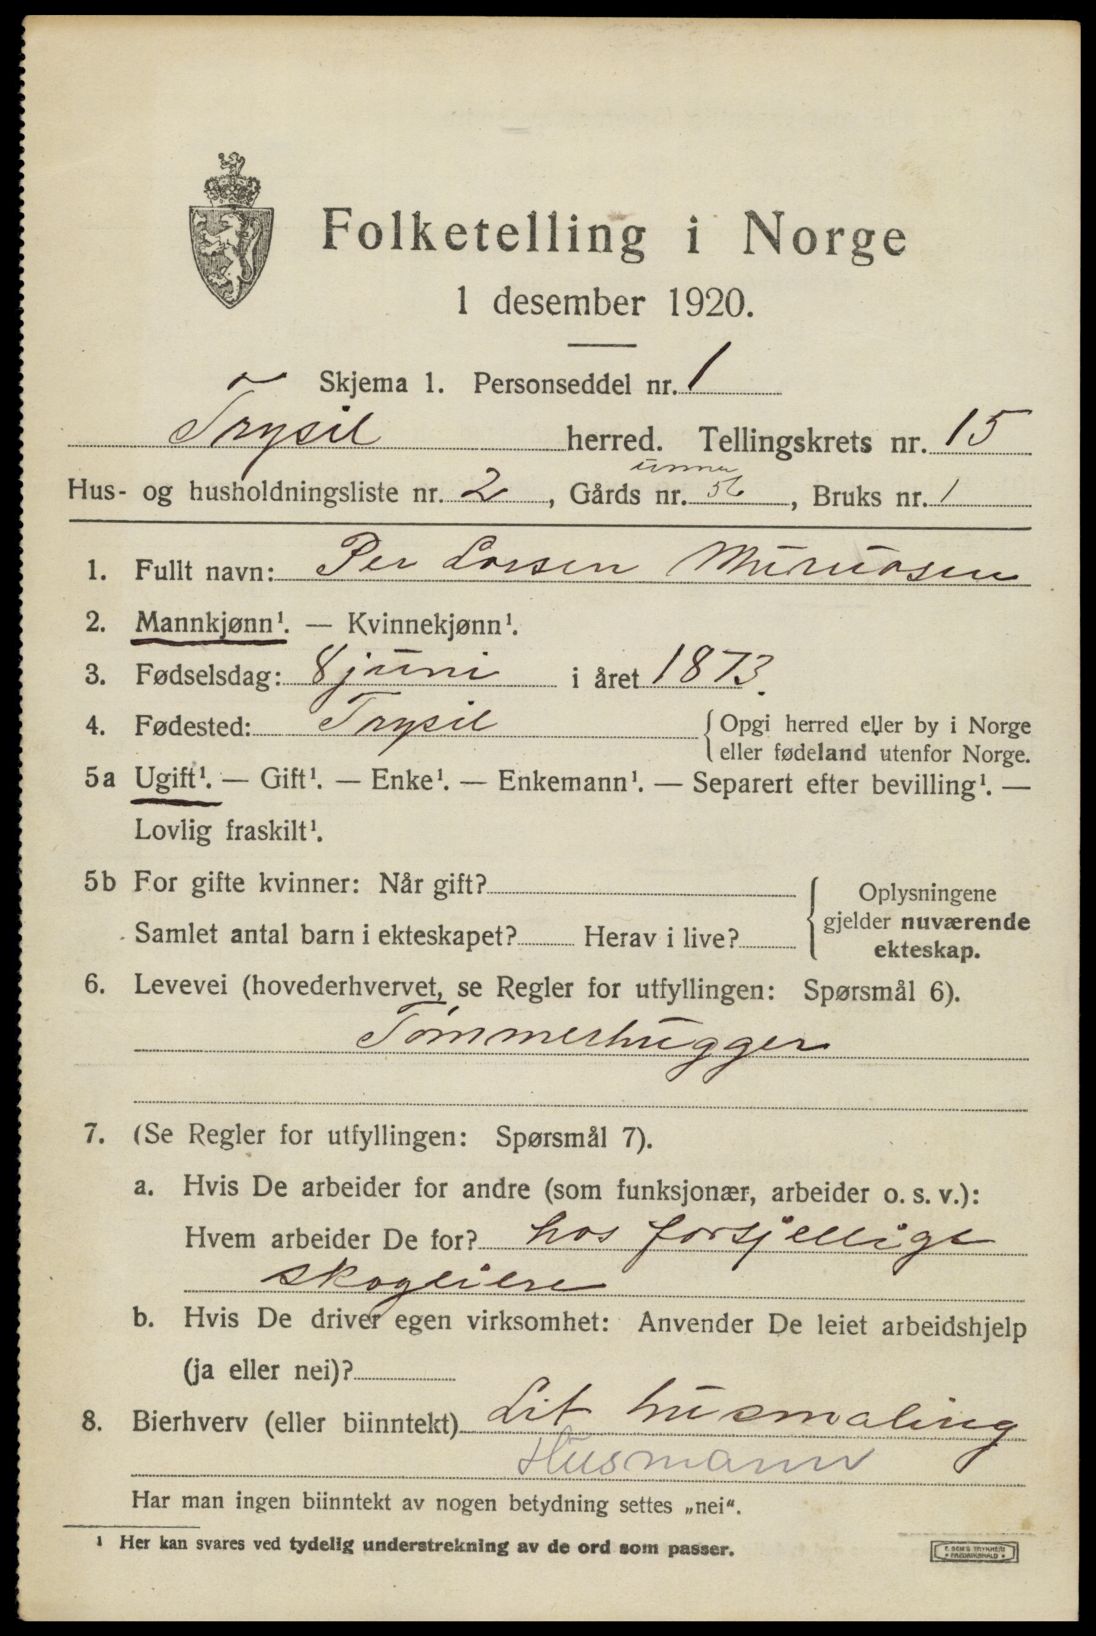 Folketelling i Norge
1 desember 1920.
Skjema 1. Personseddel nr. 1
Trysil herred. Tellingskrets nr. 15
unner
Hus- og husholdningsliste nr. 2, Gårds nr. 56, Bruks nr. 1
1. Fullt navn: Per Larsen
2. Mannkjønn¹. — Kvinnekjønn¹.
3. Fødselsdag: 8 juni i året 1873.
4. Fødested: Trysil { Opgi herred eller by i Norge
eller fødeland utenfor Norge.
5a Ugift¹. — Gift¹. — Enke¹. — Enkemann¹. — Separert efter bevilling¹. —
Lovlig fraskilt¹.
5b For gifte kvinner: Når gift? { Oplysningene
gjelder nuværende
Samlet antal barn i ekteskapet? Herav i live?
ekteskap.
6. Levevei (hovederhvervet, se Regler for utfyllingen: Spørsmål 6).
Tømmerhugger
7. (Se Regler for utfyllingen: Spørsmål 7).
a. Hvis De arbeider for andre (som funksjonær, arbeider o. s. v.):
Hvem arbeider De for? hos forsjellige
skogeiere
b. Hvis De driver egen virksomhet: Anvender De leiet arbeidshjelp
(ja eller nei)?
8. Bierhverv (eller biinntekt) Lit husmaling
Husmann
Har man ingen biinntekt av nogen betydning settes „nei“.
¹ Her kan svares ved tydelig understrekning av de ord som passer.